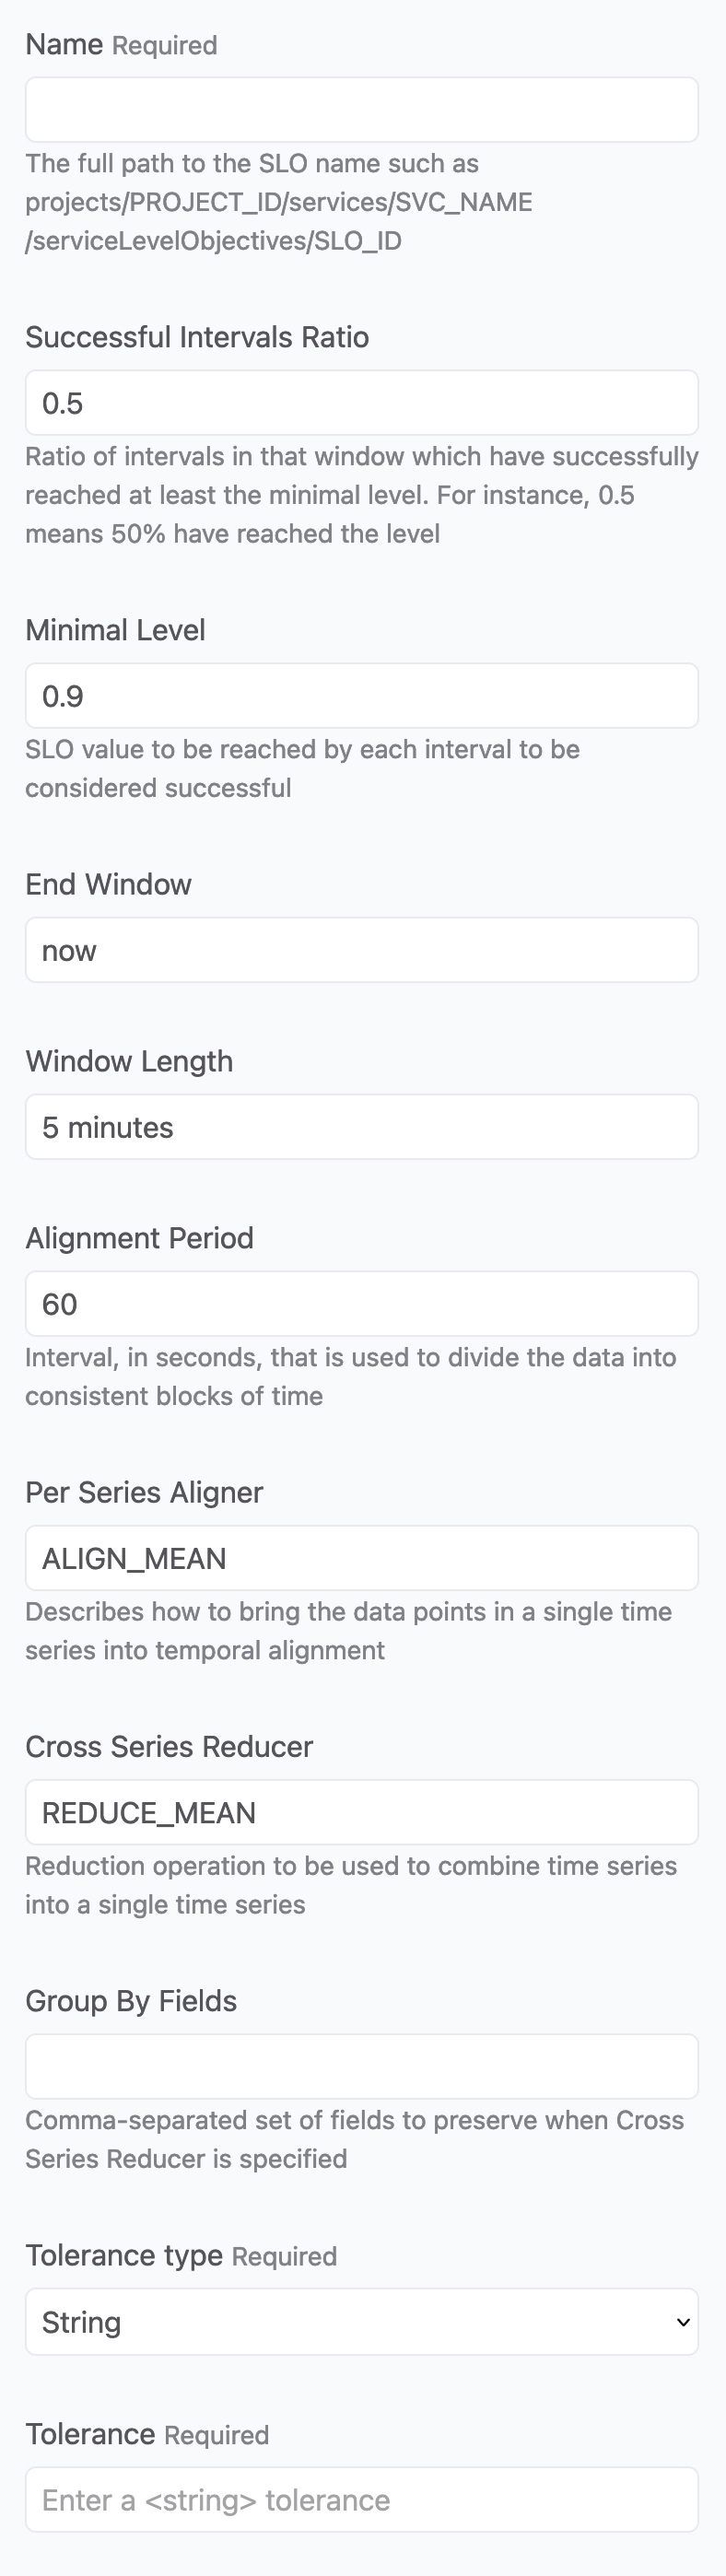 Name Required
The full path to the SLO name such as
projects/PROJECT_ID/services/SVC_NAME
/serviceLevelObjectives/SLO_ID
Successful Intervals Ratio
0.5
Ratio of intervals in that window which have successfully
reached at least the minimal level. For instance, 0.5
means 50% have reached the level
Minimal Level
0.9
SLO value to be reached by each interval to be
considered successful
End Window
now
Window Length
5 minutes
Alignment Period
60
Interval, in seconds, that is used to divide the data into
consistent blocks of time
Per Series Aligner
ALIGN_MEAN
Describes how to bring the data points in a single time
series into temporal alignment
Cross Series Reducer
REDUCE_MEAN
Reduction operation to be used to combine time series
into a single time series
Group By Fields
Comma-separated set of fields to preserve when Cross
Series Reducer is specified
Tolerance type Required
String
Tolerance Required
Enter a <string> tolerance